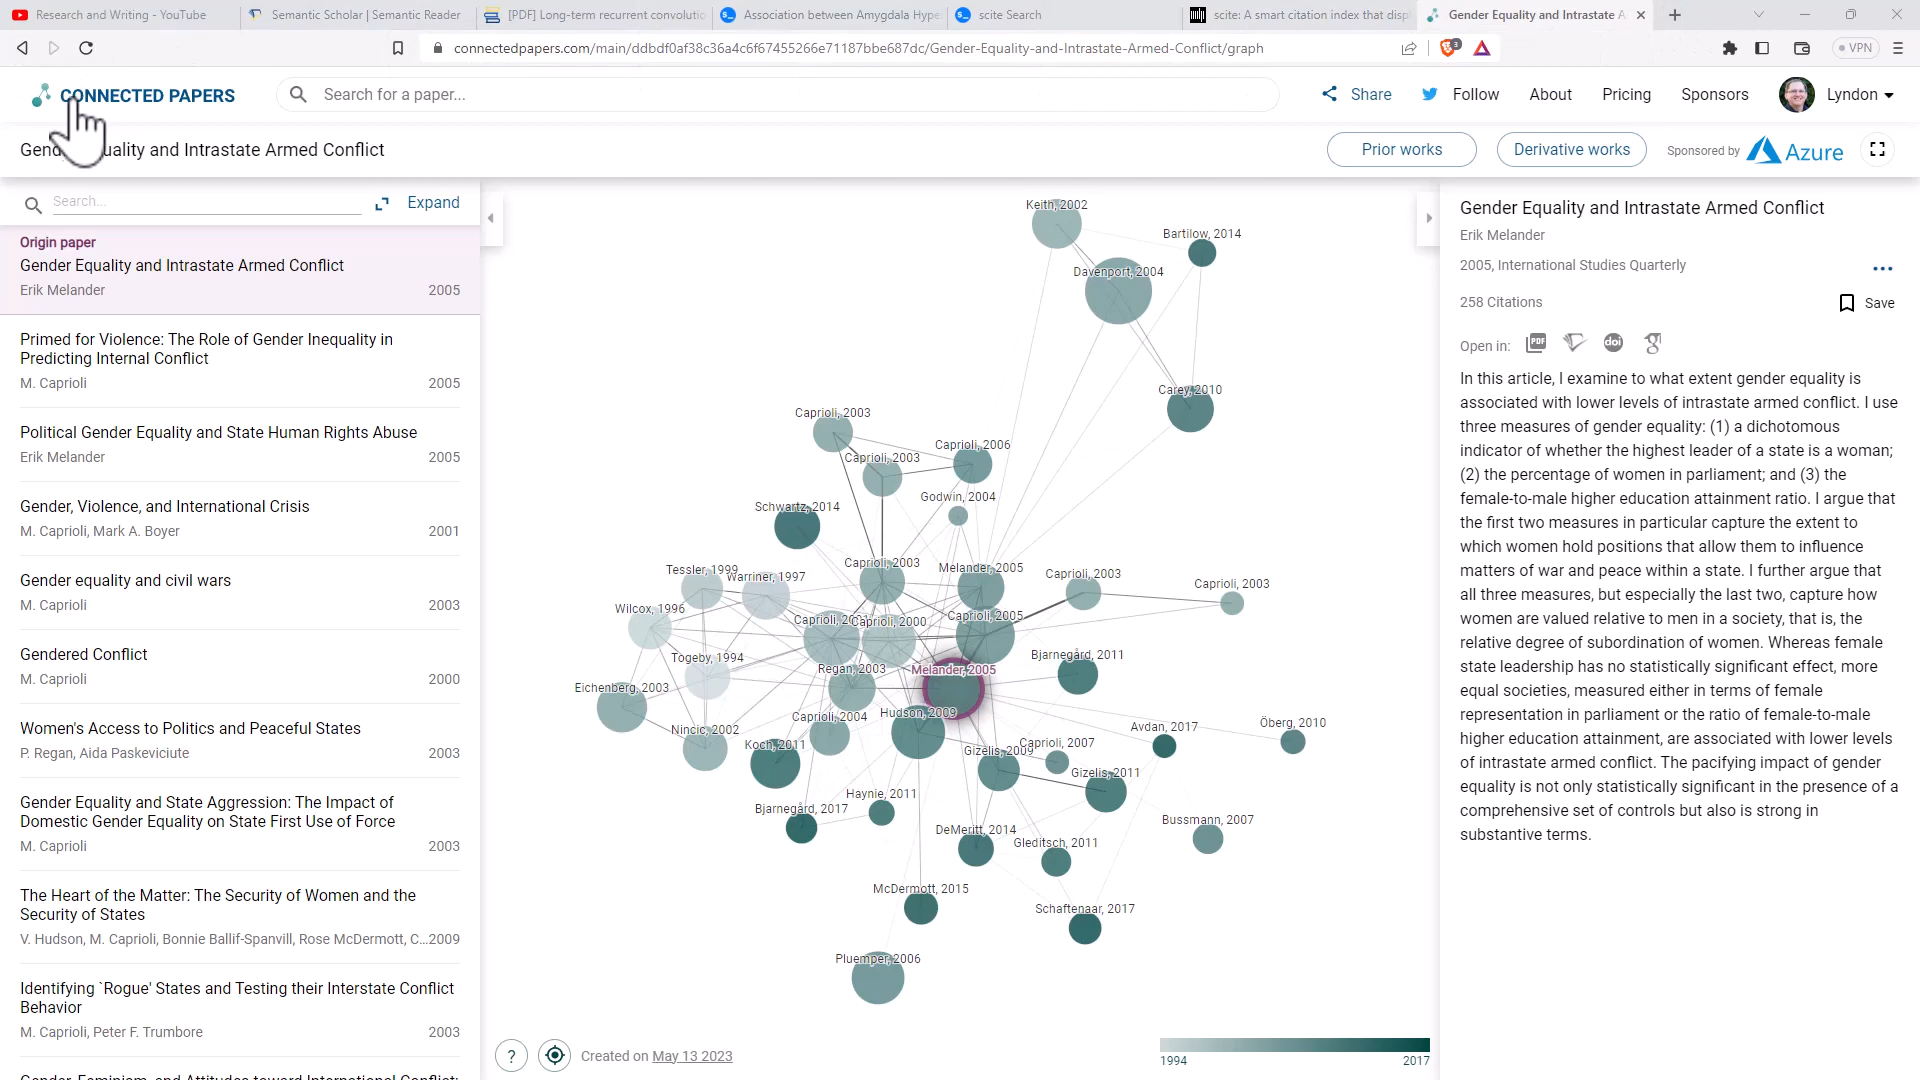 Research and Writing - YouTube
Semantic Scholar | Semantic Reader
[PDF] Long-term recurrent convolutio
Association between Amygdala Hype
scite Search
scite: A smart citation index that displ
Gender Equality and Intrastate A
connectedpapers.com/main/ddbdf0af38c36a4c6f67455266e71187bbe687dc/Gender-Equality-and-Intrastate-Armed-Conflict/graph
3
VPN
CONNECTED PAPERS
Search for a paper...
Share
Follow
About
Pricing
Sponsors
Lyndon
Gend uality and Intrastate Armed Conflict
Prior works
Derivative works
Sponsored by
Azure
Search...
Expand
Origin paper
Gender Equality and Intrastate Armed Conflict
Erik Melander 2005
Primed for Violence: The Role of Gender Inequality in
Predicting Internal Conflict
M. Caprioli 2005
Political Gender Equality and State Human Rights Abuse
Erik Melander 2005
Gender, Violence, and International Crisis
M. Caprioli, Mark A. Boyer 2001
Gender equality and civil wars
M. Caprioli 2003
Gendered Conflict
M. Caprioli 2000
Women's Access to Politics and Peaceful States
P. Regan, Aida Paskeviciute 2003
Gender Equality and State Aggression: The Impact of
Domestic Gender Equality on State First Use of Force
M. Caprioli 2003
The Heart of the Matter: The Security of Women and the
Security of States
V. Hudson, M. Caprioli, Bonnie Ballif-Spanvill, Rose McDermott, C...2009
Identifying `Rogue' States and Testing their Interstate Conflict
Behavior
M. Caprioli, Peter F. Trumbore 2003
Gender, Feminism, and Attitudes toward International Conflict:
Keith, 2002
Bartilow, 2014
Davenport, 2004
Carey, 2010
Caprioli, 2003
Caprioli, 2006
Caprioli, 2003
Godwin, 2004
Schwartz, 2014
Caprioli, 2003
Melander, 2005
Tessler, 1999
Warriner, 1997
Caprioli, 2003
Caprioli, 2003
Wilcox, 1996
Caprioli, 2001
Caprioli, 2000
Caprioli, 2005
Togeby, 1994
Regan, 2003
Melander, 2005
Bjarnegård, 2011
Eichenberg, 2003
Caprioli, 2004
Hudson, 2009
Öberg, 2010
Nincic, 2002
Koch, 2011
Gizelis, 2009
Caprioli, 2007
Avdan, 2017
Gizelis, 2011
Haynie, 2011
Bjarnegård, 2017
DeMeritt, 2014
Gleditsch, 2011
Bussmann, 2007
McDermott, 2015
Schaftenaar, 2017
Pluemper, 2006
?
Created on May 13 2023
1994
2017
Gender Equality and Intrastate Armed Conflict
Erik Melander
2005, International Studies Quarterly
258 Citations
Save
Open in:
PDF
doi
In this article, I examine to what extent gender equality is
associated with lower levels of intrastate armed conflict. I use
three measures of gender equality: (1) a dichotomous
indicator of whether the highest leader of a state is a woman;
(2) the percentage of women in parliament; and (3) the
female-to-male higher education attainment ratio. I argue that
the first two measures in particular capture the extent to
which women hold positions that allow them to influence
matters of war and peace within a state. I further argue that
all three measures, but especially the last two, capture how
women are valued relative to men in a society, that is, the
relative degree of subordination of women. Whereas female
state leadership has no statistically significant effect, more
equal societies, measured either in terms of female
representation in parliament or the ratio of female-to-male
higher education attainment, are associated with lower levels
of intrastate armed conflict. The pacifying impact of gender
equality is not only statistically significant in the presence of a
comprehensive set of controls but also is strong in
substantive terms.